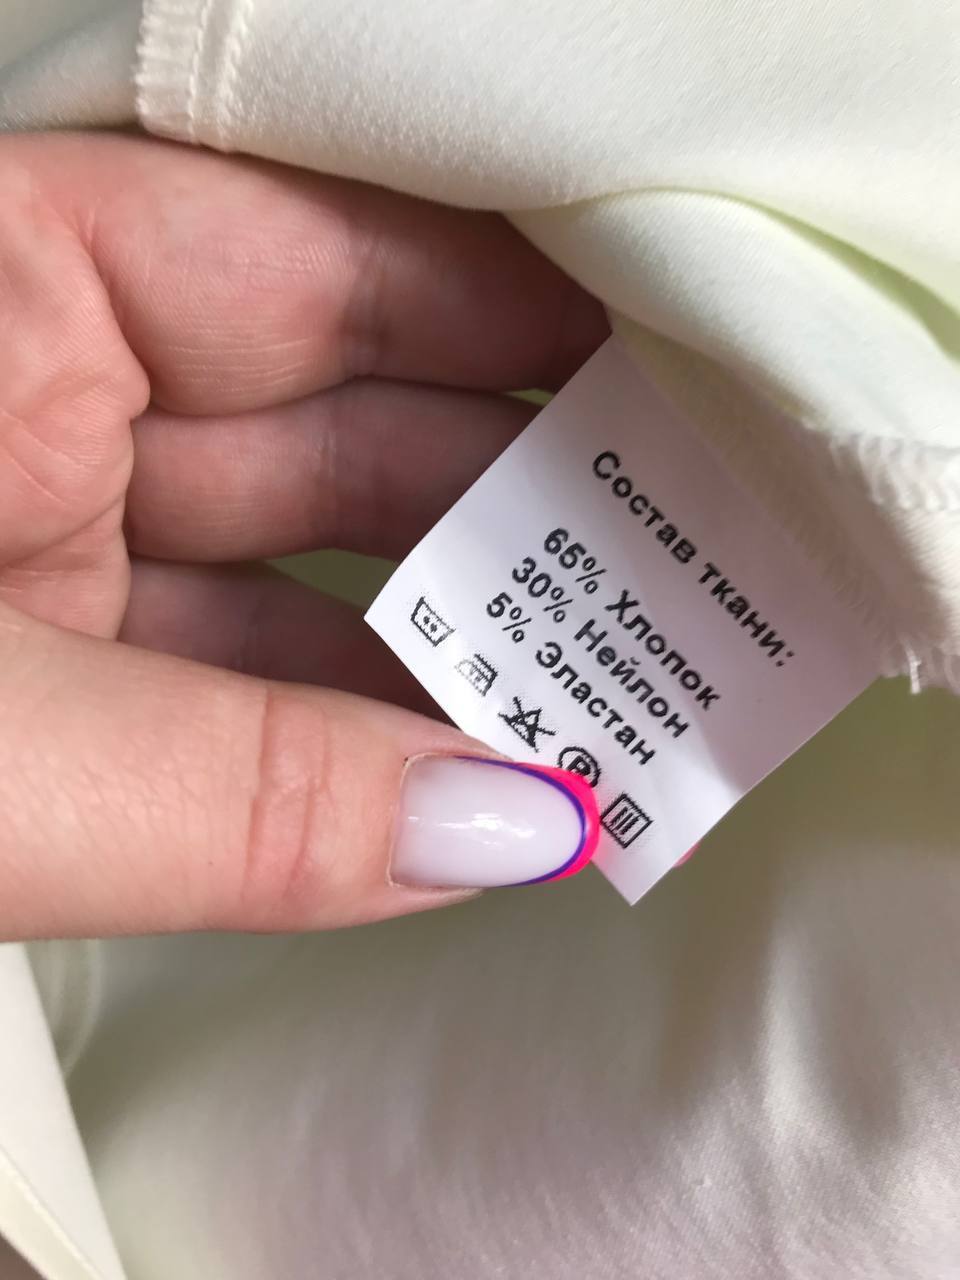 Состав ткани:
65% Хлопок
30% Нейлон
5% Эластан
P